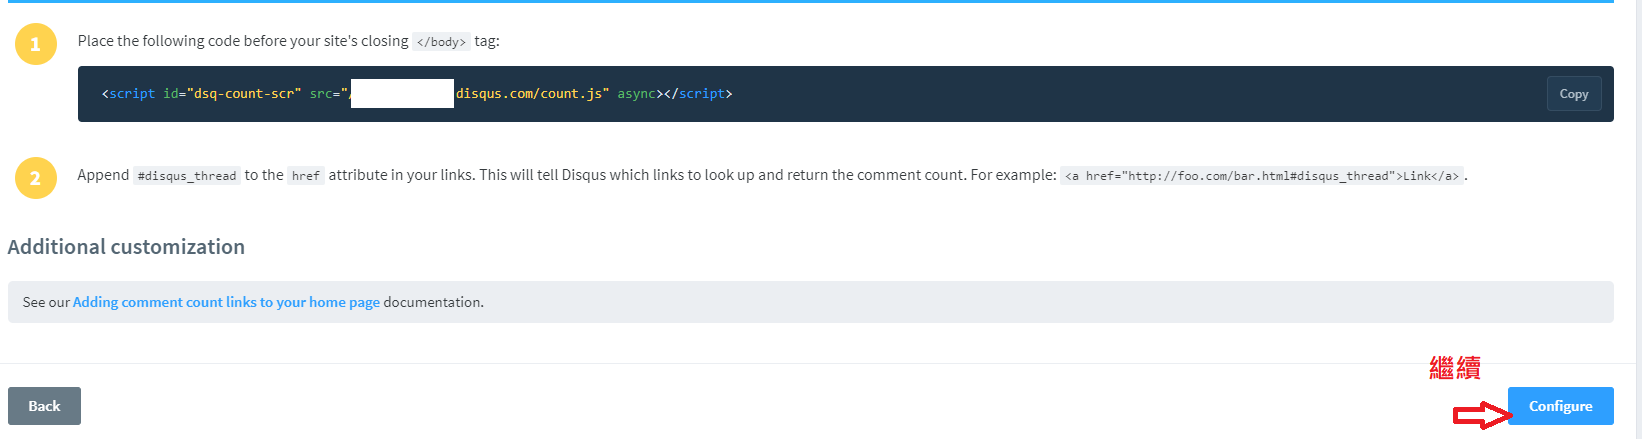 1
Place the following code before your site's closing </body> tag:
<script id="dsq-count-scr" src="/ disqus.com/count.js" async></script>
Copy
2
Append #disqus_thread to the href attribute in your links. This will tell Disqus which links to look up and return the comment count. For example: <a href="http://foo.com/bar.html#disqus_thread">Link</a>.
Additional customization
See our Adding comment count links to your home page documentation.
繼續
Back
Configure